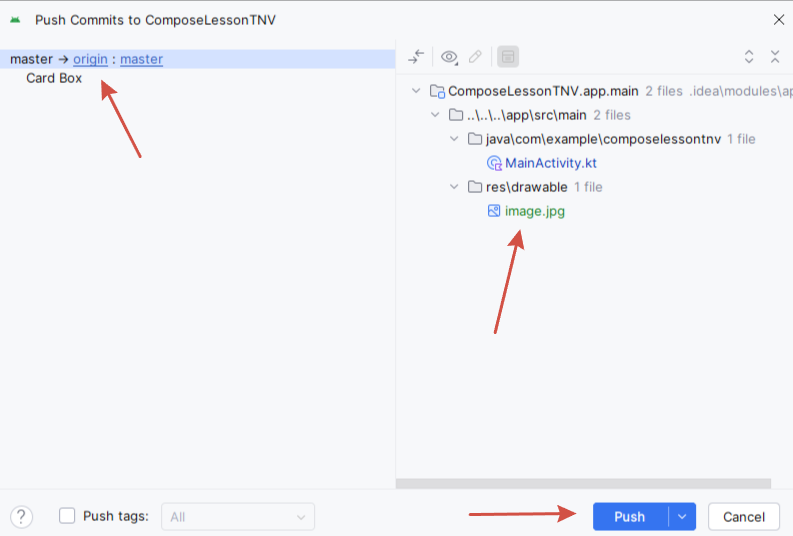 Push Commits to ComposeLessonTNV
master → origin : master
Card Box
ComposeLessonTNV.app.main 2 files .idea\modules\ap
..\..\..\app\src\main 2 files
java\com\example\composelessontnv 1 file
MainActivity.kt
res\drawable 1 file
image.jpg
? Push tags: All Push Cancel